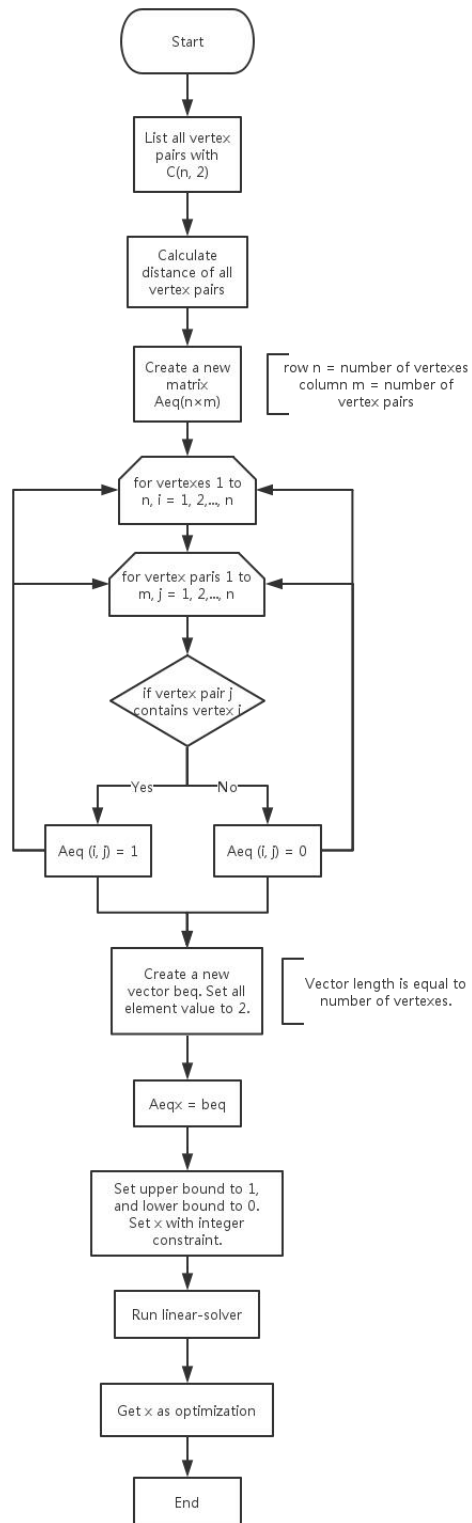 Start
List all vertex
pairs with
C(n, 2)
Calculate
distance of all
vertex pairs
Create a new
matrix
Aeq(n×m)
row n = number of vertexes
column m = number of
vertex pairs
for vertexes 1 to
n, i = 1, 2,..., n
for vertex paris 1 to
m, j = 1, 2,..., n
if vertex pair j
contains vertex i
Yes
No
Aeq (i, j) = 1
Aeq (i, j) = 0
Create a new
vector beq. Set all
element value to 2.
Vector length is equal to
number of vertexes.
Aeqx = beq
Set upper bound to 1,
and lower bound to 0.
Set x with integer
constraint.
Run linear-solver
Get x as optimization
End